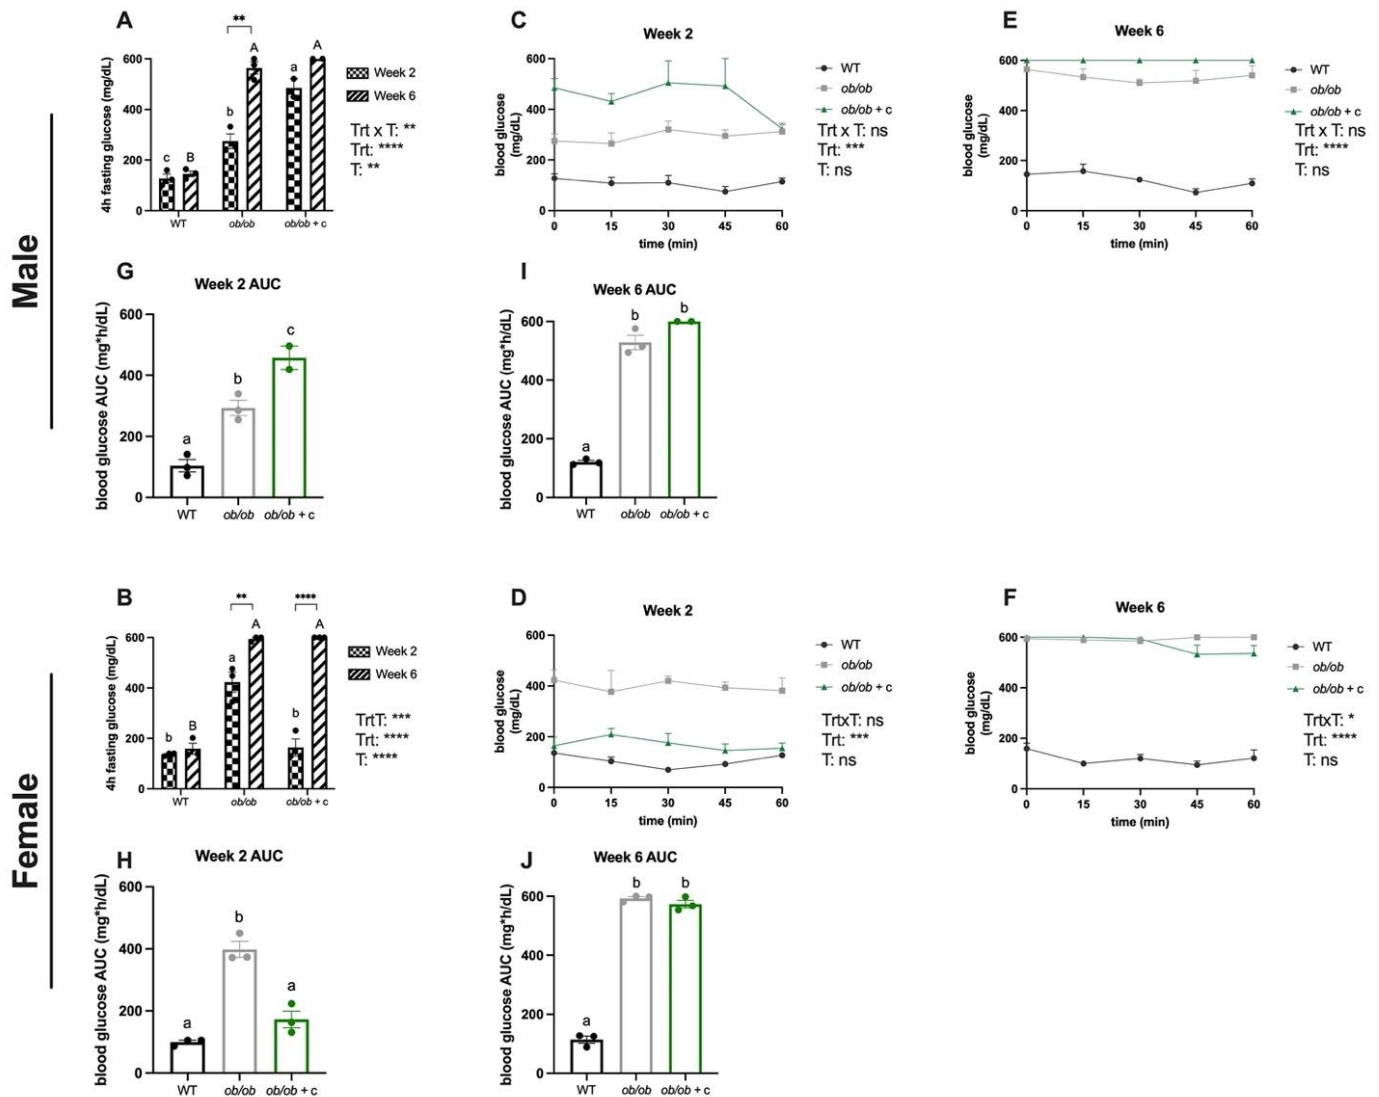 Male
A
4h fasting glucose (mg/dL)
600
400
200
0
**
c
B
b
A
a
A
WT
ob/ob
ob/ob + c
Week 2
Week 6
Trt x T: **
Trt: ****
T: **
C
Week 2
blood glucose
(mg/dL)
600
400
200
0
0 15 30 45 60
time (min)
WT
ob/ob
ob/ob + c
Trt x T: ns
Trt: ***
T: ns
E
Week 6
blood glucose
(mg/dL)
600
400
200
0
0 15 30 45 60
time (min)
WT
ob/ob
ob/ob + c
Trt x T: ns
Trt: ****
T: ns
G
Week 2 AUC
blood glucose AUC (mg*h/dL)
600
400
200
0
a
b
c
WT
ob/ob
ob/ob + c
I
Week 6 AUC
blood glucose AUC (mg*h/dL)
600
400
200
0
a
b
b
WT
ob/ob
ob/ob + c
Female
B
4h fasting glucose (mg/dL)
600
400
200
0
**
****
b
B
a
A
b
A
WT
ob/ob
ob/ob + c
Week 2
Week 6
TrtT: ***
Trt: ****
T: ****
D
Week 2
blood glucose
(mg/dL)
600
400
200
0
0 15 30 45 60
time (min)
WT
ob/ob
ob/ob + c
TrtxT: ns
Trt: ***
T: ns
F
Week 6
blood glucose
(mg/dL)
600
400
200
0
0 15 30 45 60
time (min)
WT
ob/ob
ob/ob + c
TrtxT: *
Trt: ****
T: ns
H
Week 2 AUC
blood glucose AUC (mg*h/dL)
600
400
200
0
a
b
a
WT
ob/ob
ob/ob + c
J
Week 6 AUC
blood glucose AUC (mg*h/dL)
600
400
200
0
a
b
b
WT
ob/ob
ob/ob + c